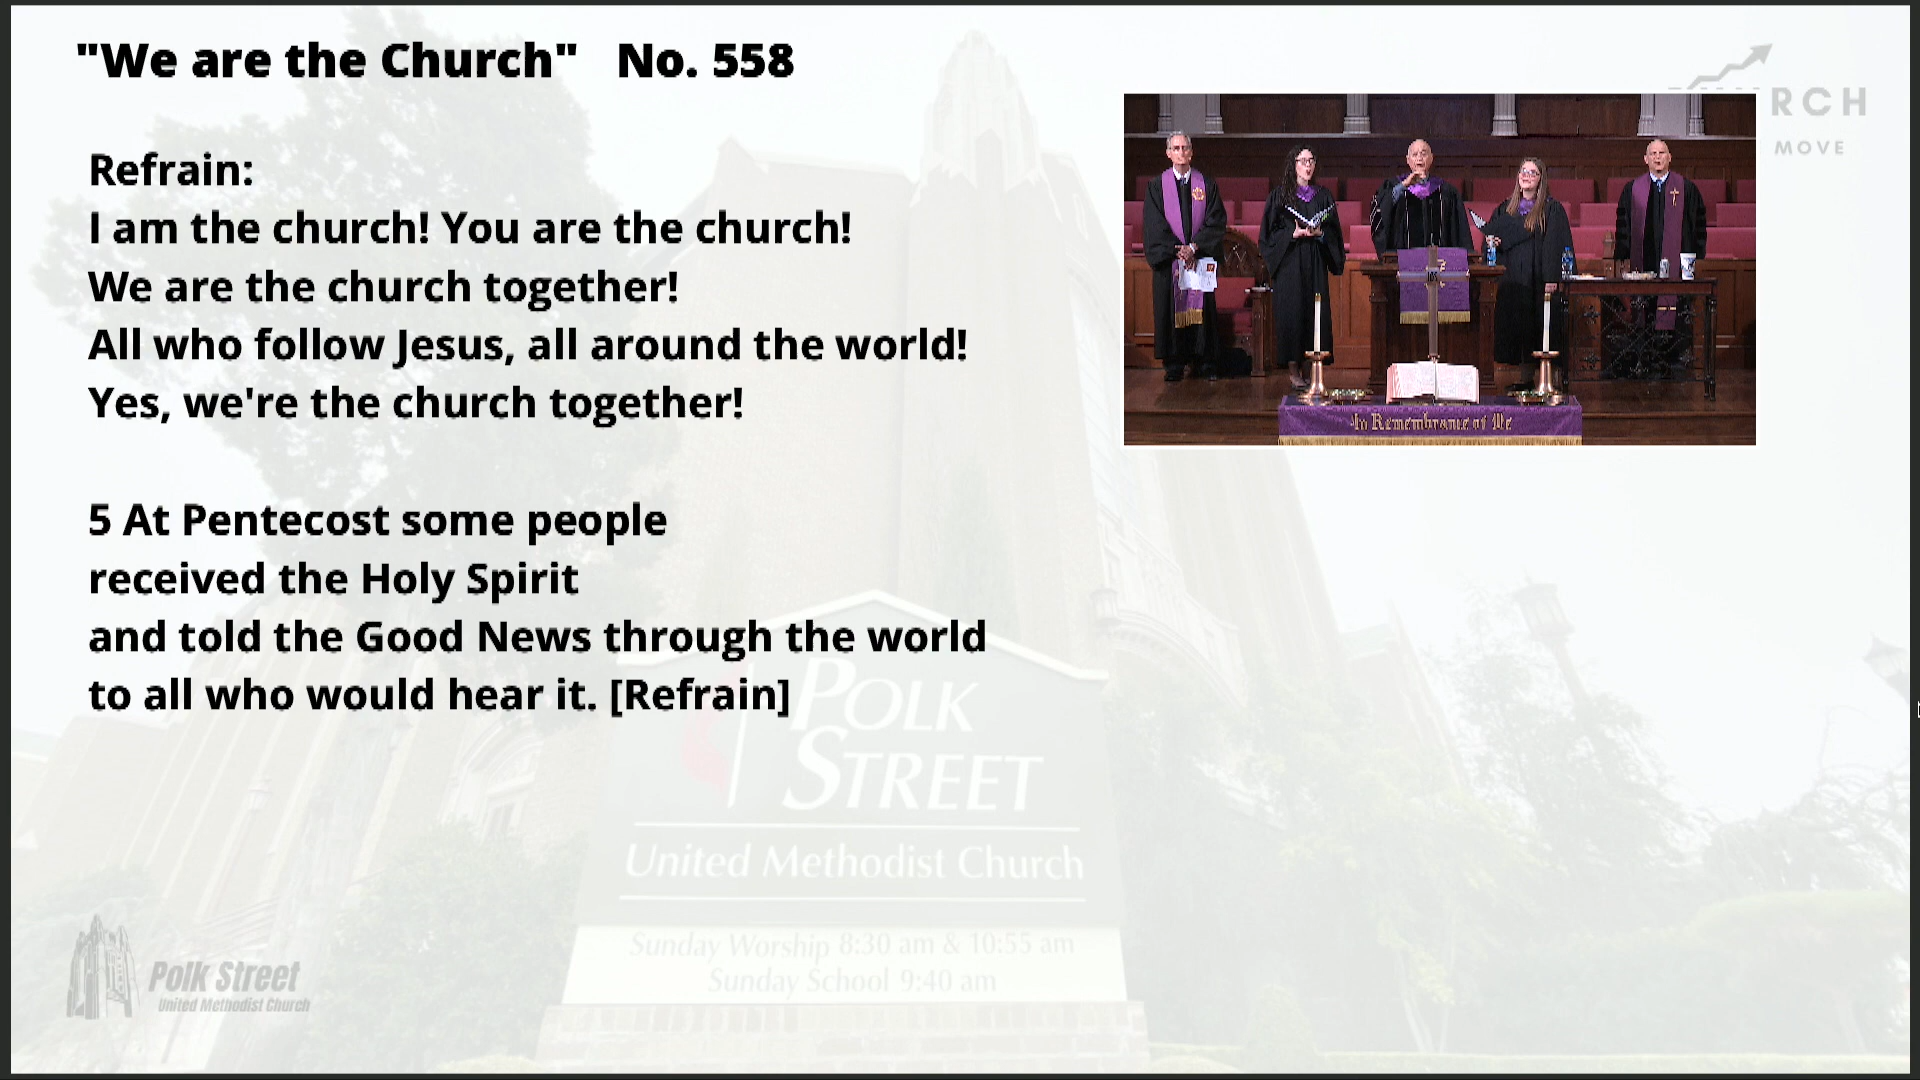 "We are the Church" No. 558
RCH
MOVE
Refrain:
I am the church! You are the church!
We are the church together!
All who follow Jesus, all around the world!
Yes, we're the church together!
5 At Pentecost some people
received the Holy Spirit
and told the Good News through the world
to all who would hear it. [Refrain]
In Remembrance of Me
POLK
STREET
United Methodist Church
Sunday Worship 8:30 am & 10:55 am
Sunday School 9:40 am
Polk Street
United Methodist Church